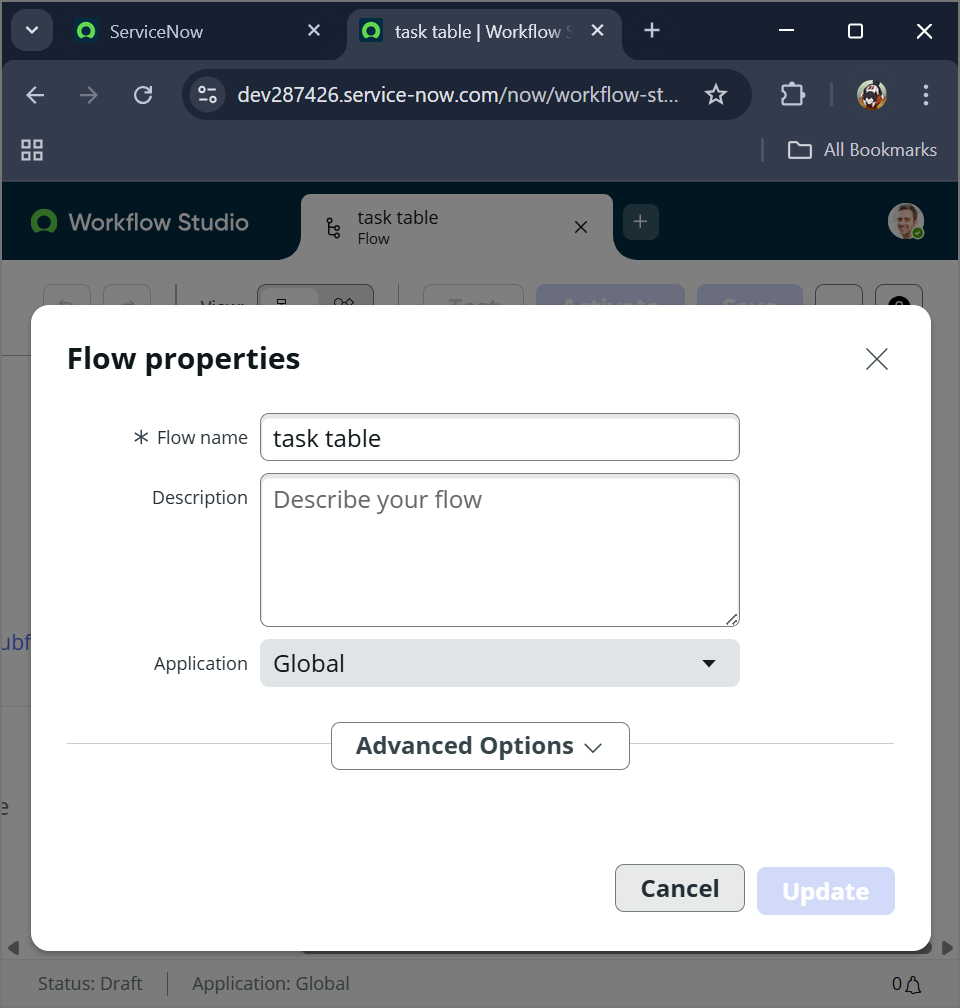 ServiceNow
task table | Workflow S
dev287426.service-now.com/now/workflow-st...
All Bookmarks
Workflow Studio
task table
Flow
View:
Test
Activate
Save
Flow properties
* Flow name
task table
Description
Describe your flow
ubf
Application
Global
Advanced Options
e
Cancel
Update
Status: Draft
Application: Global
0